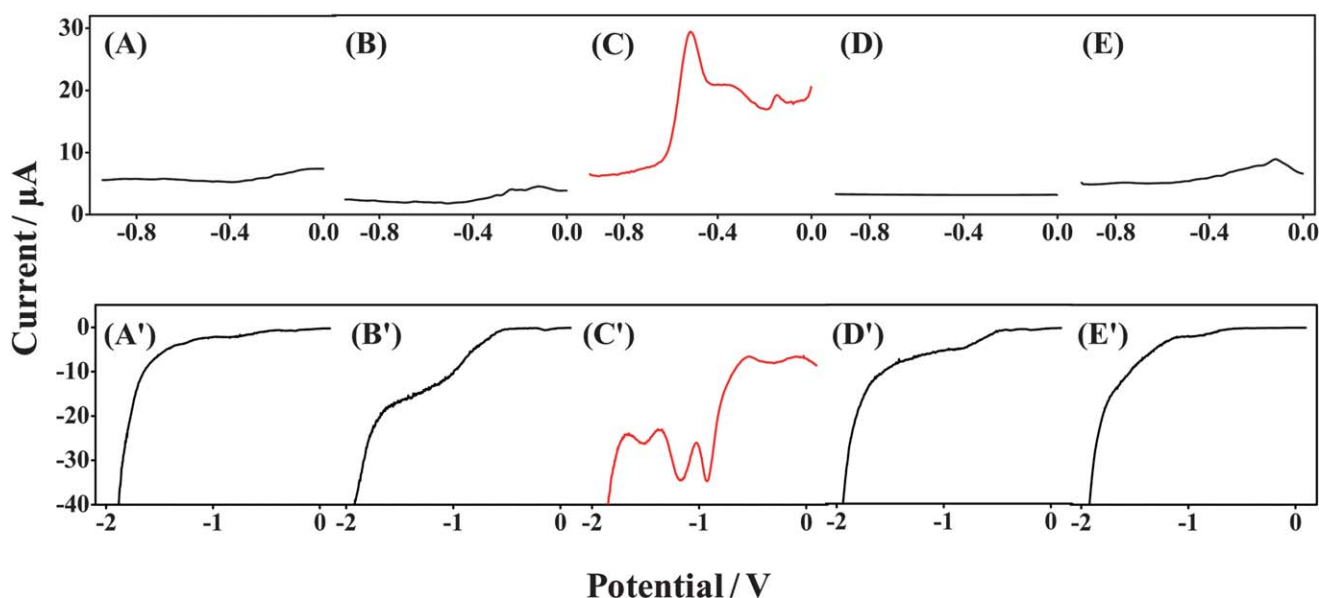 Current / μA
30
20
10
0
(A) (B) (C) (D) (E)
-0.8 -0.4 0.0 -0.8 -0.4 0.0 -0.8 -0.4 0.0 -0.8 -0.4 0.0 -0.8 -0.4 0.0
0
-10
-20
-30
-40
(A') (B') (C') (D') (E')
-2 -1 0 -2 -1 0 -2 -1 0 -2 -1 0 -2 -1 0
Potential / V